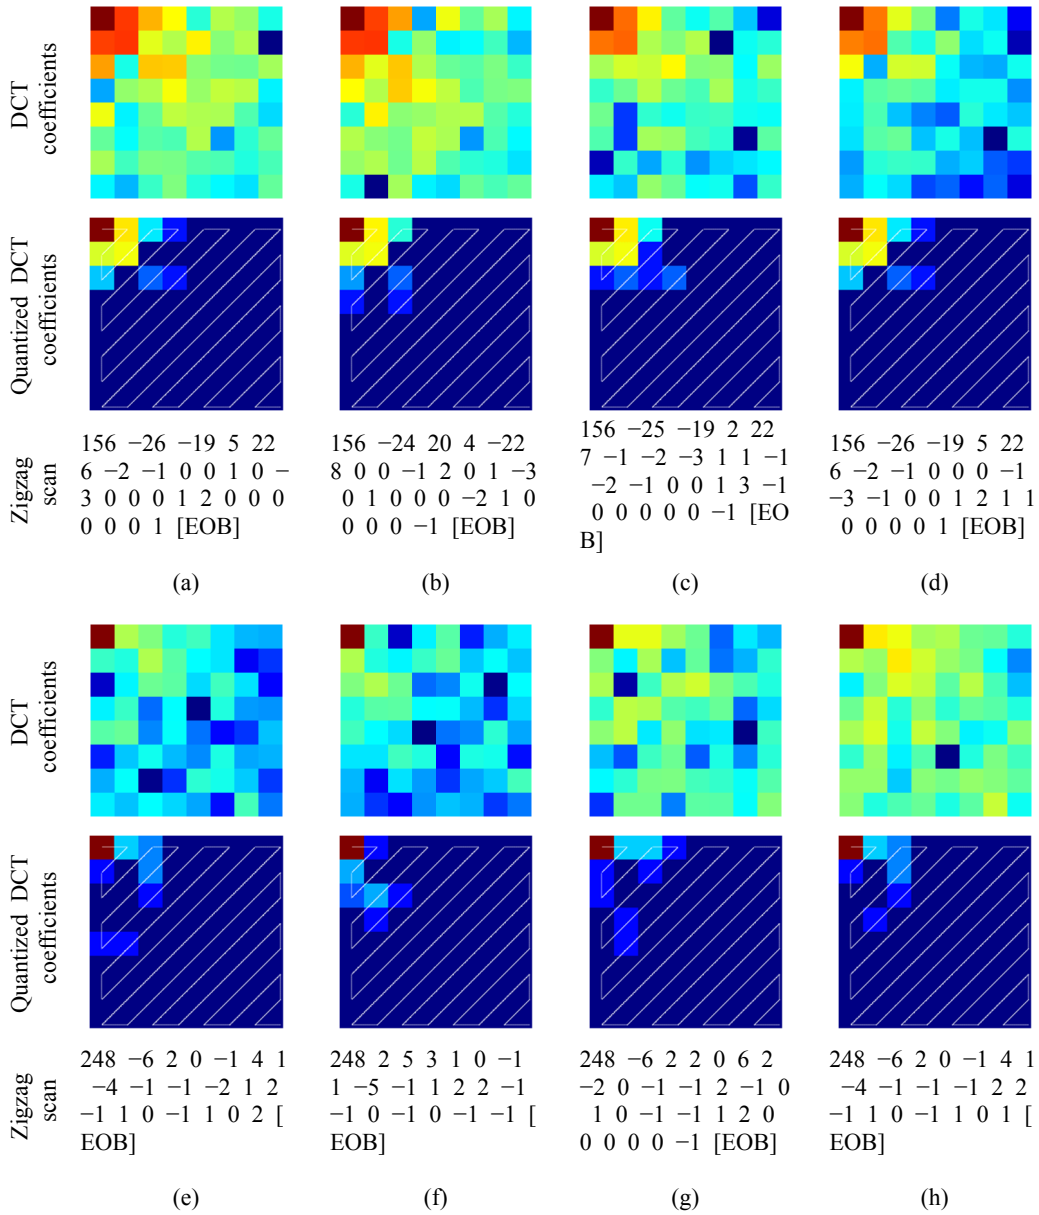 DCT
coefficients
Quantized DCT
coefficients
Zigzag
scan
156 −26 −19 5 22
6 −2 −1 0 0 1 0 −
3 0 0 0 1 2 0 0 0
0 0 0 1 [EOB]
156 −24 20 4 −22
8 0 0 −1 2 0 1 −3
0 1 0 0 0 −2 1 0
0 0 0 −1 [EOB]
156 −25 −19 2 22
7 −1 −2 −3 1 1 −1
−2 −1 0 0 1 3 −1
0 0 0 0 0 −1 [EO
B]
156 −26 −19 5 22
6 −2 −1 0 0 0 −1
−3 −1 0 0 1 2 1 1
0 0 0 0 1 [EOB]
(a) (b) (c) (d)
DCT
coefficients
Quantized DCT
coefficients
Zigzag
scan
248 −6 2 0 −1 4 1
−4 −1 −1 −2 1 2
−1 1 0 −1 1 0 2 [
EOB]
248 2 5 3 1 0 −1
1 −5 −1 1 2 2 −1
−1 0 −1 0 −1 −1 [
EOB]
248 −6 2 2 0 6 2
−2 0 −1 −1 2 −1 0
1 0 −1 −1 1 2 0
0 0 0 0 −1 [EOB]
248 −6 2 0 −1 4 1
−4 −1 −1 −1 2 2
−1 1 0 −1 1 0 1 [
EOB]
(e) (f) (g) (h)